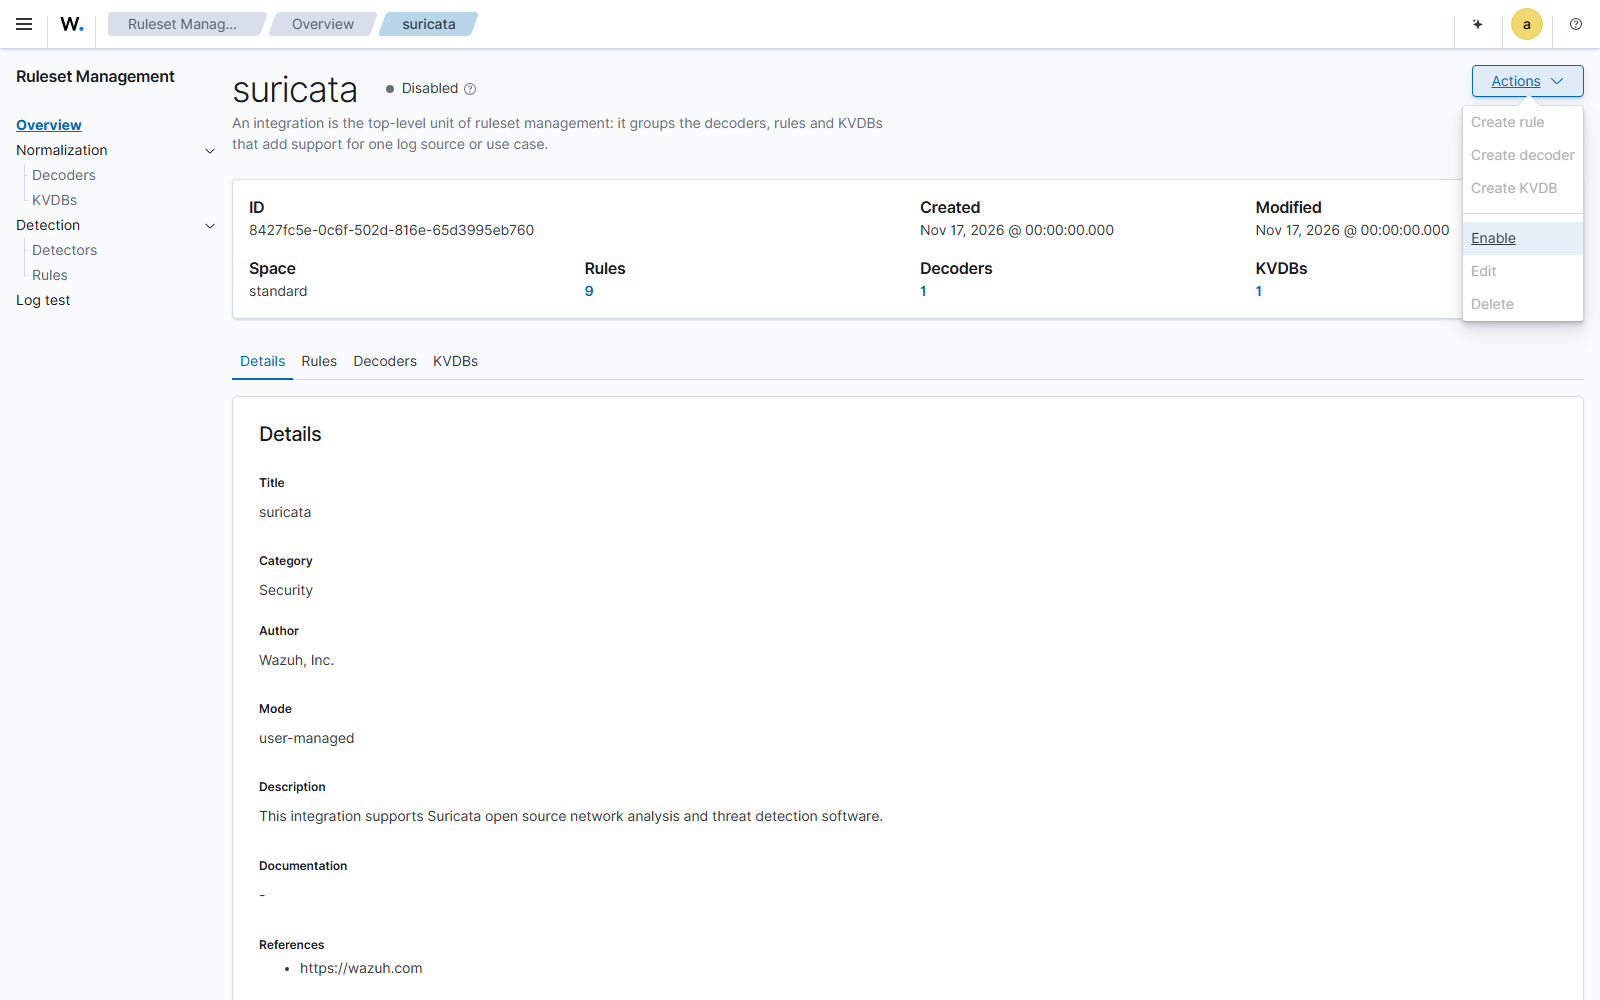 W.
Ruleset Manag...
Overview
suricata
a
Ruleset Management
Overview
Normalization
Decoders
KVDBs
Detection
Detectors
Rules
Log test
suricata
Disabled
An integration is the top-level unit of ruleset management: it groups the decoders, rules and KVDBs
that add support for one log source or use case.
Actions
Create rule
Create decoder
Create KVDB
Enable
Edit
Delete
ID
8427fc5e-0c6f-502d-816e-65d3995eb760
Created
Nov 17, 2026 @ 00:00:00.000
Modified
Nov 17, 2026 @ 00:00:00.000
Space
standard
Rules
9
Decoders
1
KVDBs
1
Details
Rules
Decoders
KVDBs
Details
Title
suricata
Category
Security
Author
Wazuh, Inc.
Mode
user-managed
Description
This integration supports Suricata open source network analysis and threat detection software.
Documentation
-
References
• https://wazuh.com